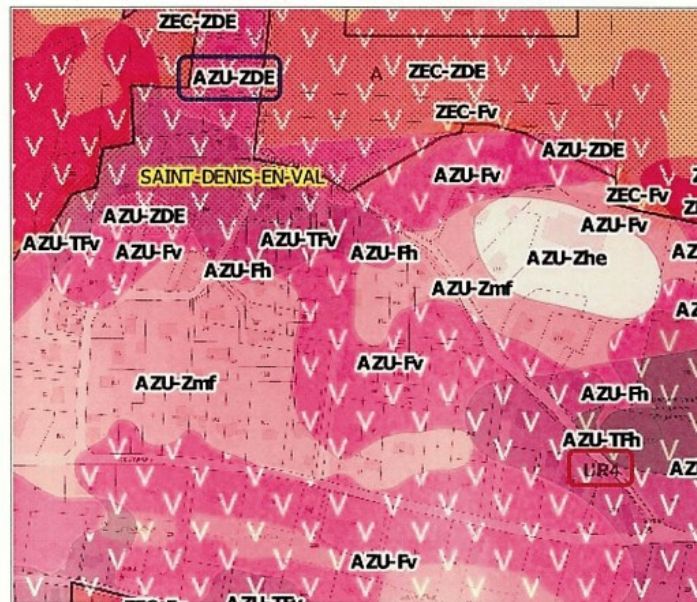 ZEC-ZDE
AZU-ZDE
A
ZEC-ZDE
ZEC-Fv
AZU-ZDE
SAINT-DENIS-EN-VAL
AZU-Fv
ZEC-Fv
AZU-ZDE
AZU-Fv
AZU-TFv
AZU-Fv
AZU-TFv
AZU-Fh
AZU-Fh
AZU-Zhe
AZU-Zmf
AZU-Fv
AZU-Zmf
AZU-Fh
AZU-TFh
UR4
AZU-Fv